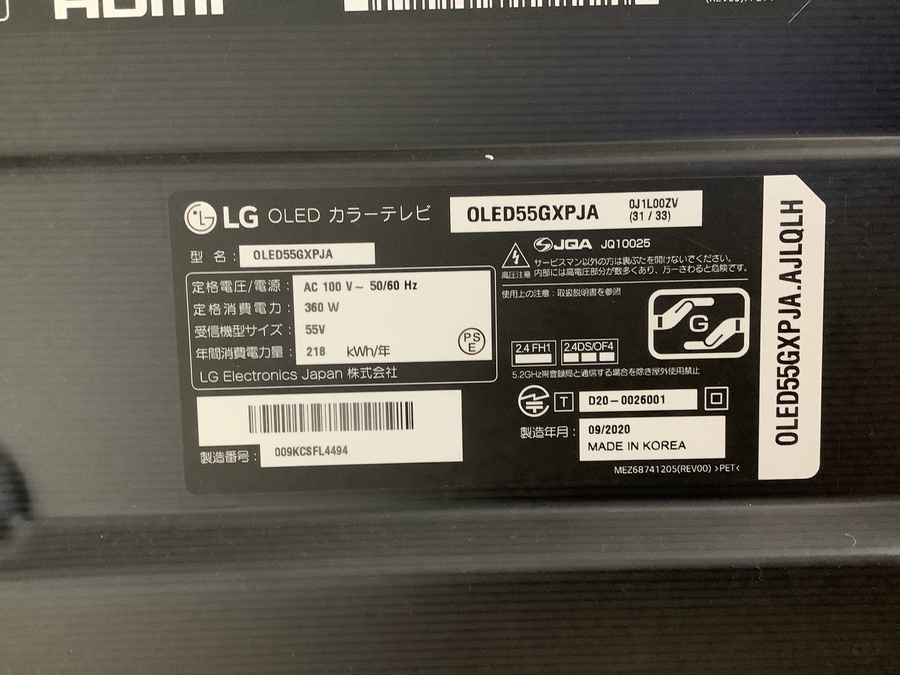 HDMI
LG OLED カラーテレビ
OLED55GXPJA
0J1L00ZV
(31 / 33)
型 名 : OLED55GXPJA
定格電圧/電源 : AC 100 V~ 50/60 Hz
定格消費電力 : 360 W
受信機型サイズ : 55V
年間消費電力量 : 218 kWh/年
PS
E
LG Electronics Japan 株式会社
製造番号 : 009KCSFL4494
JQA JQ10025
高圧注意
サービスマン以外の方は裏ぶたを開けないでください。
内部には高電圧部分が数多くあり、万一さわると危険です。
使用上の注意 : 取扱説明書を参照
G
2.4 FH1 2.4DS/OF4
5.2GHz帯登録局と通信する場合を除き屋外使用禁止
T D20-0026001
製造年月 : 09/2020
MADE IN KOREA
MEZ68741205(REV00) >PET<
OLED55GXPJA.AJLQLH